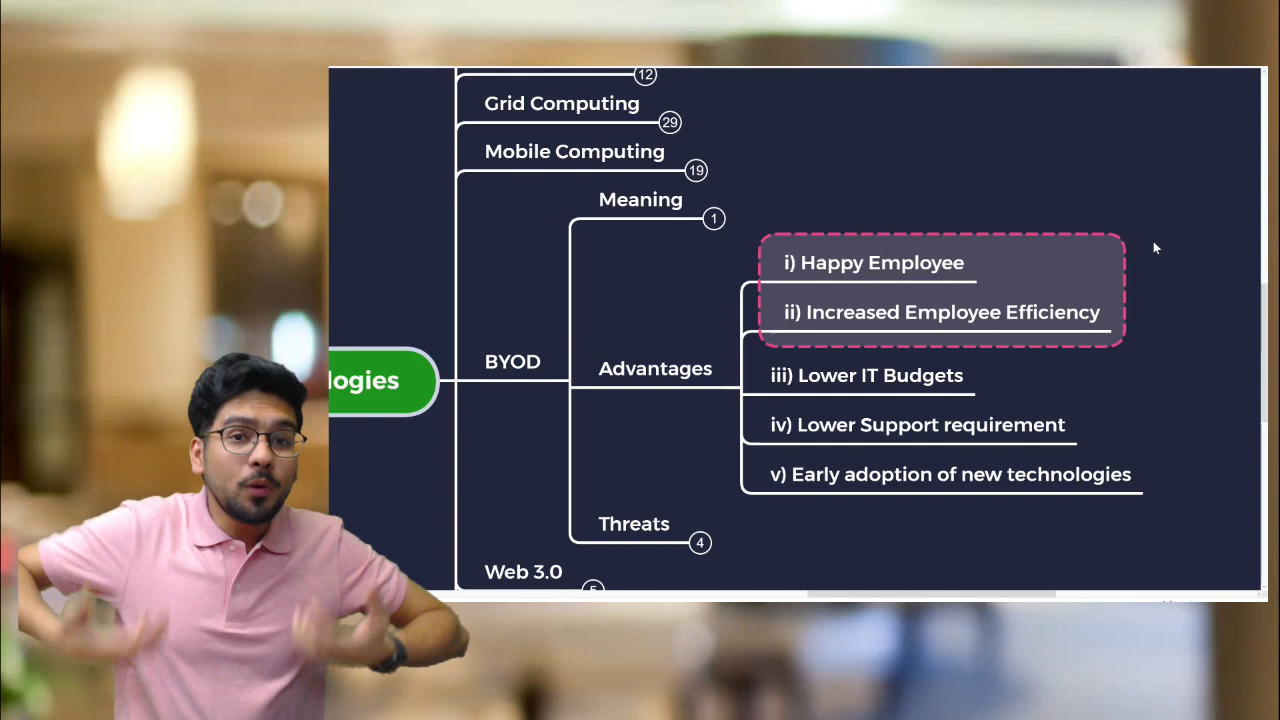 12
Grid Computing
29
Mobile Computing
19
Meaning
1
i) Happy Employee
ii) Increased Employee Efficiency
BYOD
Advantages
logies
iii) Lower IT Budgets
iv) Lower Support requirement
v) Early adoption of new technologies
Threats
4
Web 3.0
5